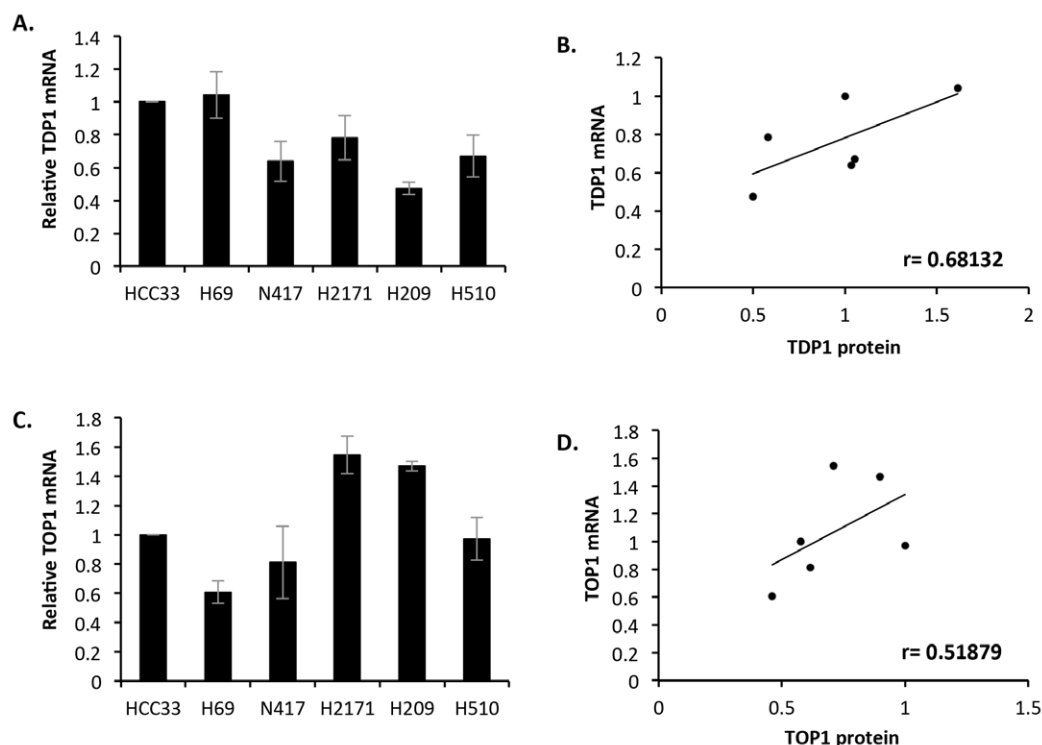 A.
Relative TDP1 mRNA
1.4
1.2
1
0.8
0.6
0.4
0.2
0
HCC33 H69 N417 H2171 H209 H510
B.
TDP1 mRNA
1.2
1
0.8
0.6
0.4
0.2
0
r= 0.68132
0 0.5 1 1.5 2
TDP1 protein
C.
Relative TOP1 mRNA
1.8
1.6
1.4
1.2
1
0.8
0.6
0.4
0.2
0
HCC33 H69 N417 H2171 H209 H510
D.
TOP1 mRNA
1.8
1.6
1.4
1.2
1
0.8
0.6
0.4
0.2
0
r= 0.51879
0 0.5 1 1.5
TOP1 protein